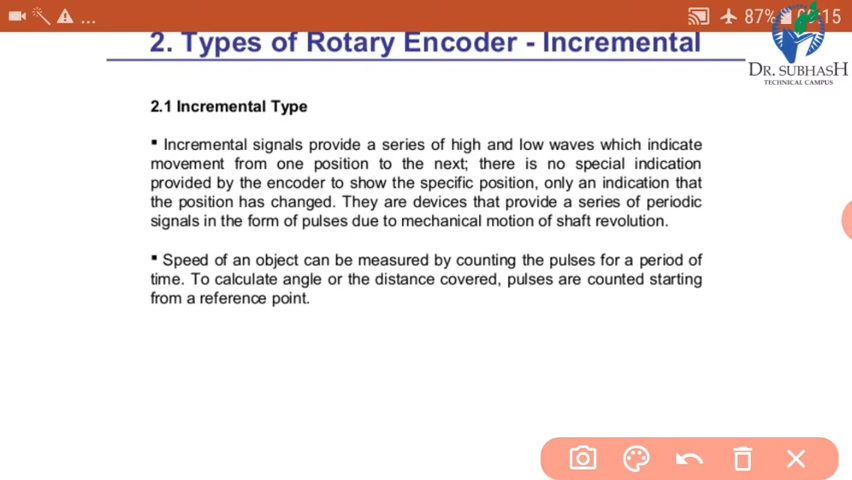 ... 87% 09:15
2. Types of Rotary Encoder - Incremental
DR. SUBHASH
TECHNICAL CAMPUS
2.1 Incremental Type
▪ Incremental signals provide a series of high and low waves which indicate
movement from one position to the next; there is no special indication
provided by the encoder to show the specific position, only an indication that
the position has changed. They are devices that provide a series of periodic
signals in the form of pulses due to mechanical motion of shaft revolution.
▪ Speed of an object can be measured by counting the pulses for a period of
time. To calculate angle or the distance covered, pulses are counted starting
from a reference point.